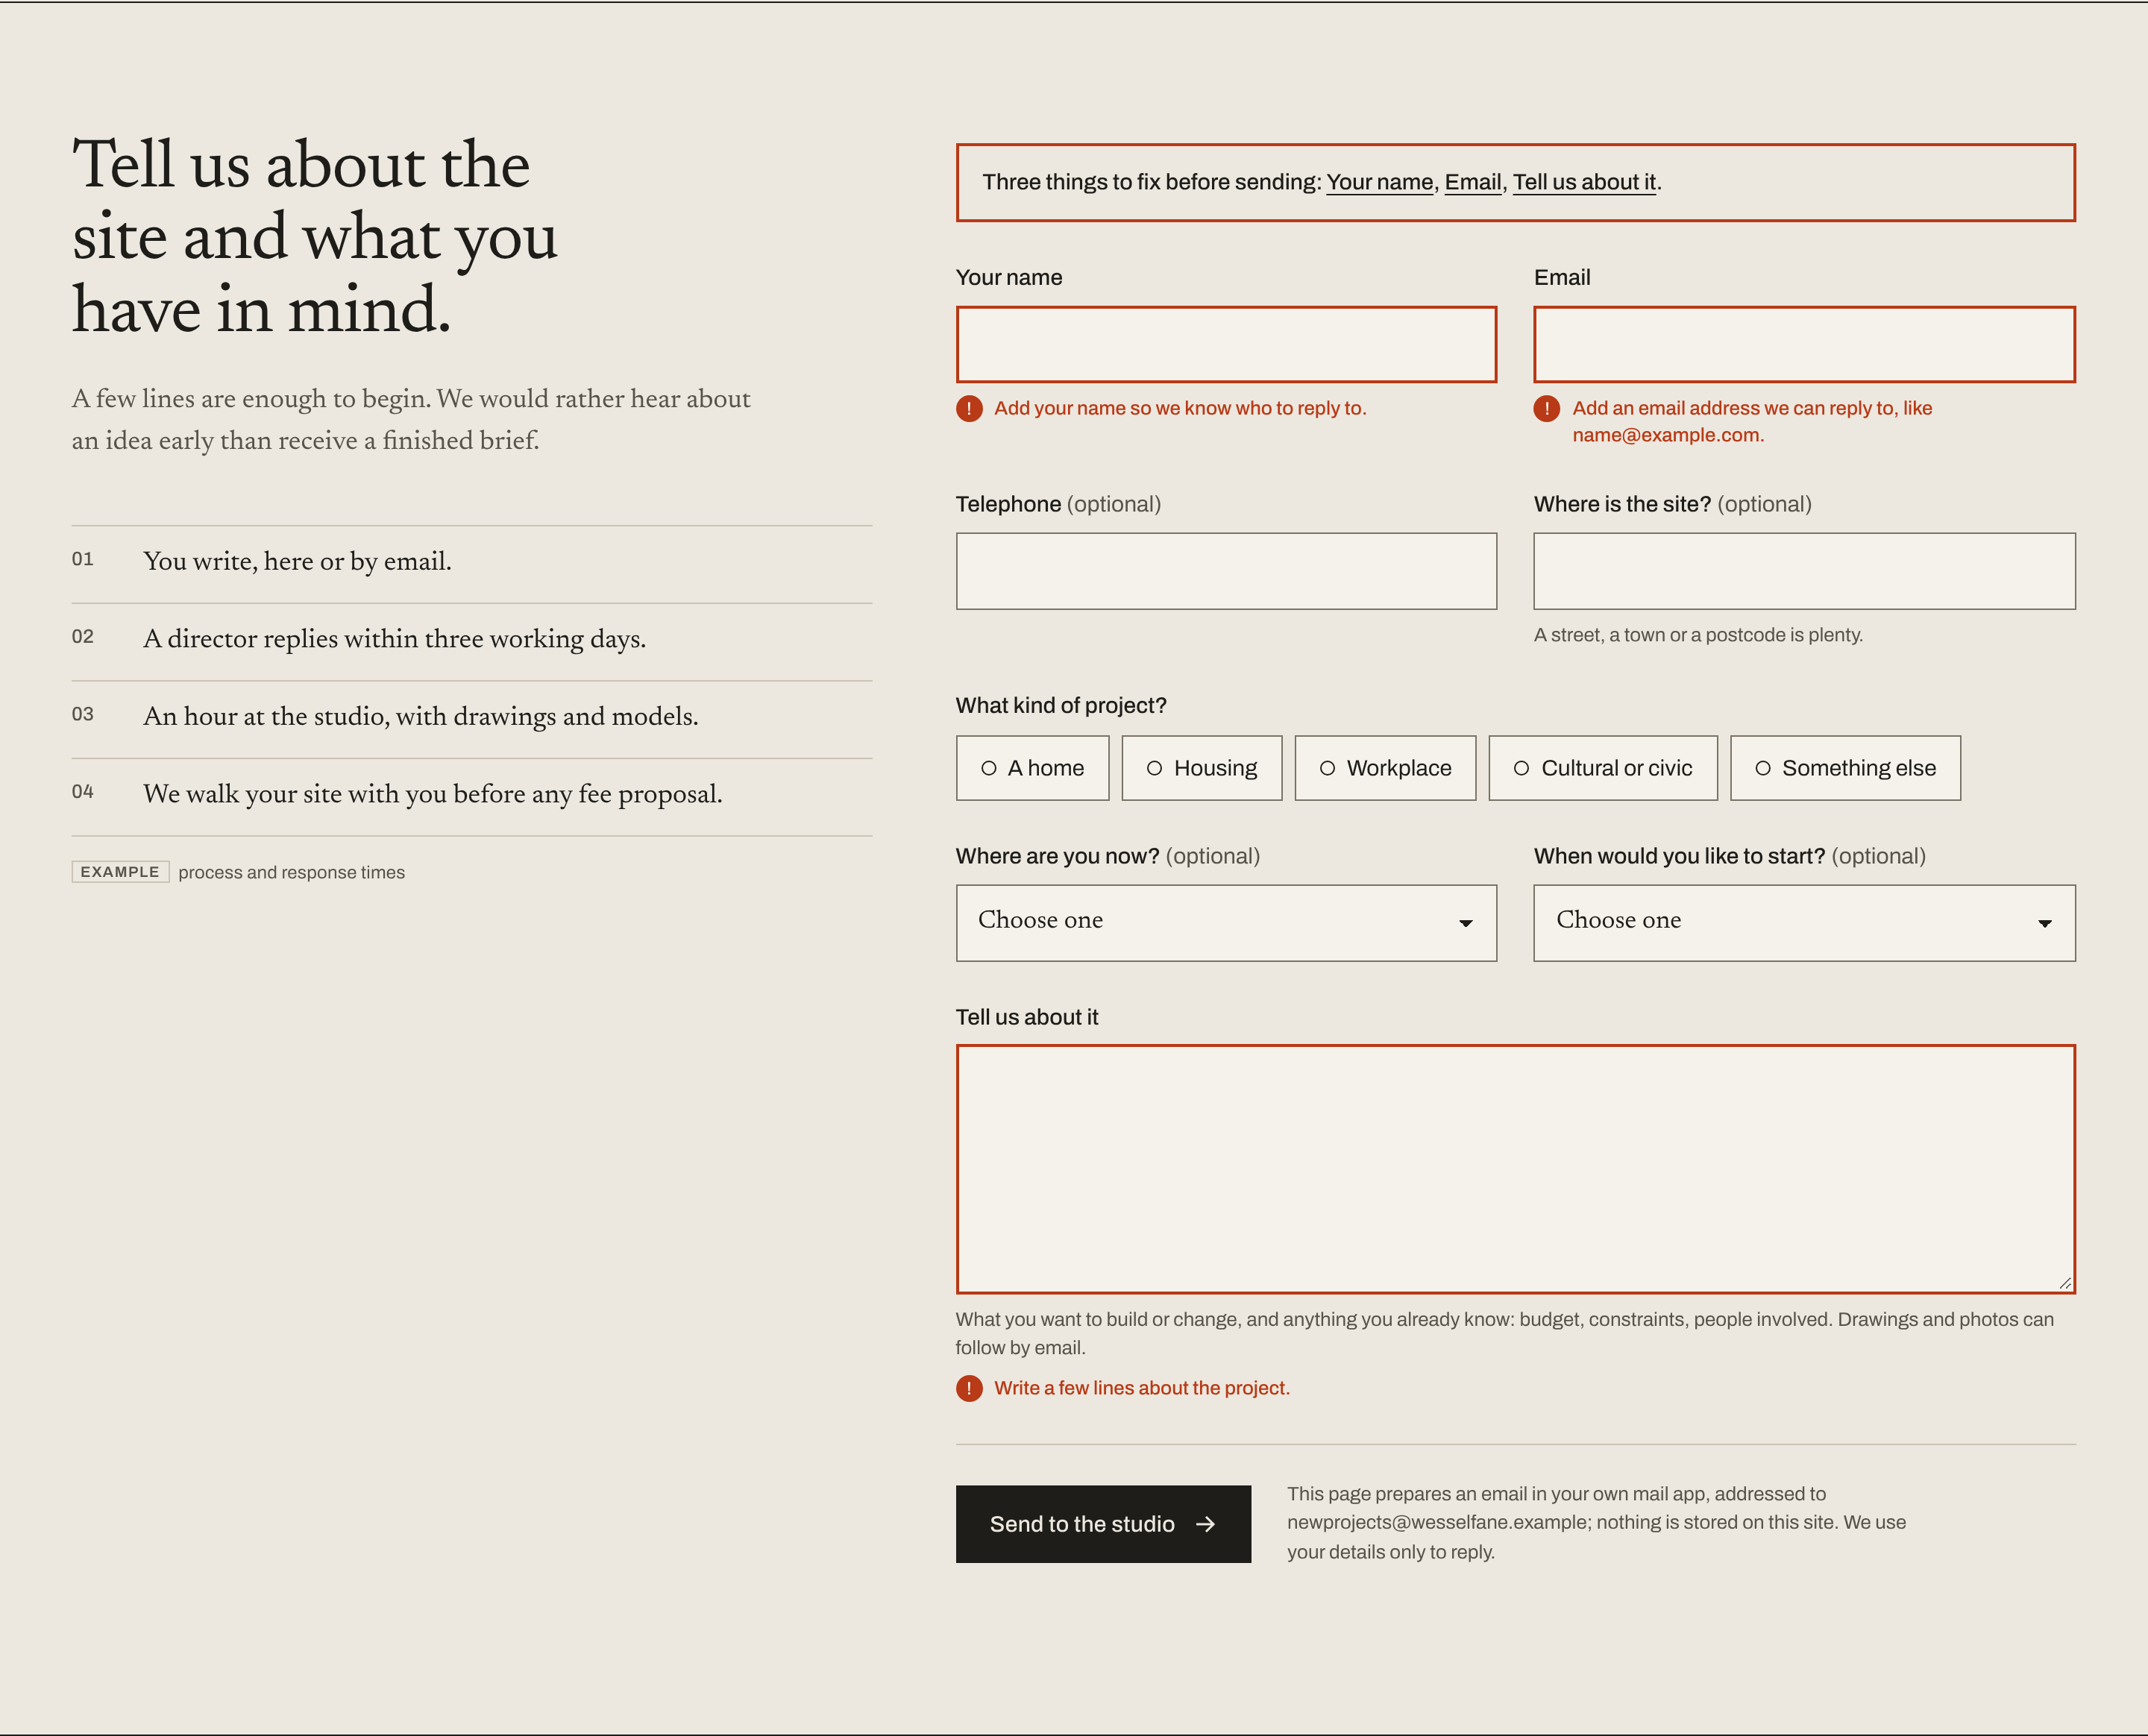 Tell us about the
site and what you
have in mind.
A few lines are enough to begin. We would rather hear about
an idea early than receive a finished brief.
01 You write, here or by email.
02 A director replies within three working days.
03 An hour at the studio, with drawings and models.
04 We walk your site with you before any fee proposal.
EXAMPLE process and response times
Three things to fix before sending: Your name, Email, Tell us about it.
Your name
! Add your name so we know who to reply to.
Email
! Add an email address we can reply to, like
name@example.com.
Telephone (optional)
Where is the site? (optional)
A street, a town or a postcode is plenty.
What kind of project?
A home
Housing
Workplace
Cultural or civic
Something else
Where are you now? (optional)
Choose one
When would you like to start? (optional)
Choose one
Tell us about it
What you want to build or change, and anything you already know: budget, constraints, people involved. Drawings and photos can
follow by email.
! Write a few lines about the project.
Send to the studio →
This page prepares an email in your own mail app, addressed to
newprojects@wesselfane.example; nothing is stored on this site. We use
your details only to reply.